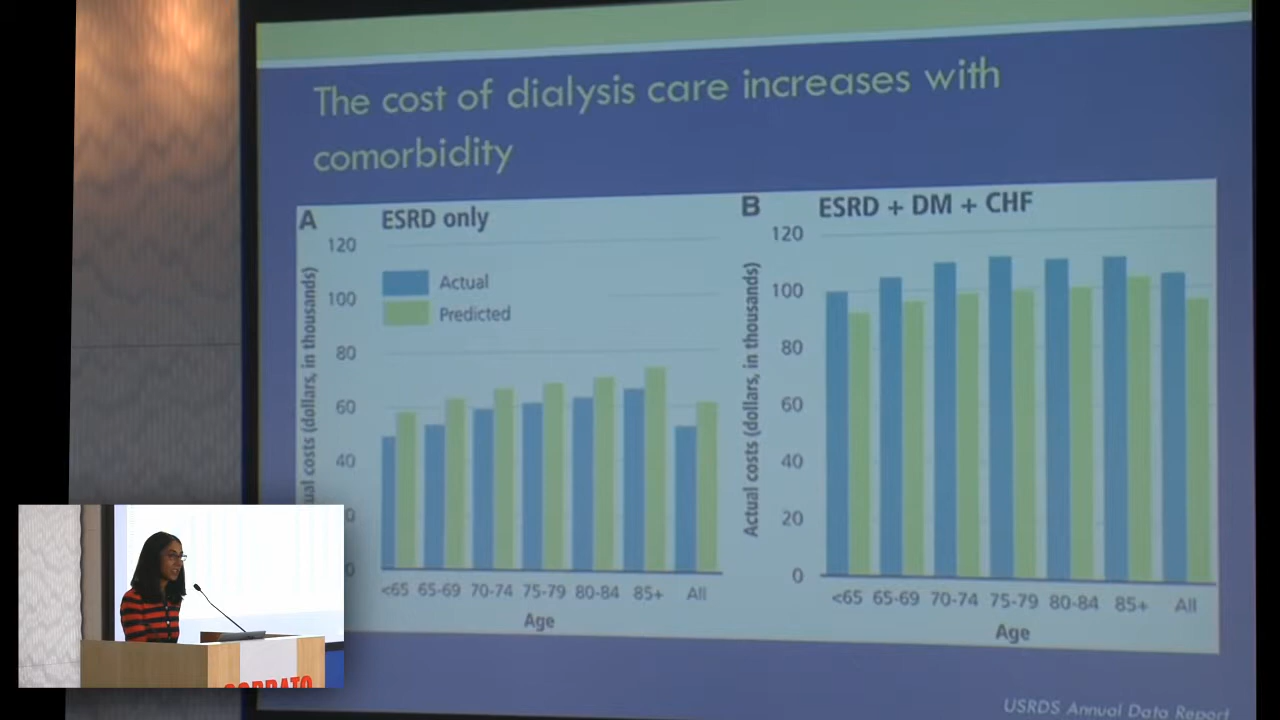 The cost of dialysis care increases with
comorbidity
A ESRD only
120
100
80
60
40
Actual
Predicted
costs (dollars, in thousands)
<65 65-69 70-74 75-79 80-84 85+ All
Age
B ESRD + DM + CHF
120
100
80
60
40
20
0
Actual costs (dollars, in thousands)
<65 65-69 70-74 75-79 80-84 85+ All
Age
USRDS Annual Data Report